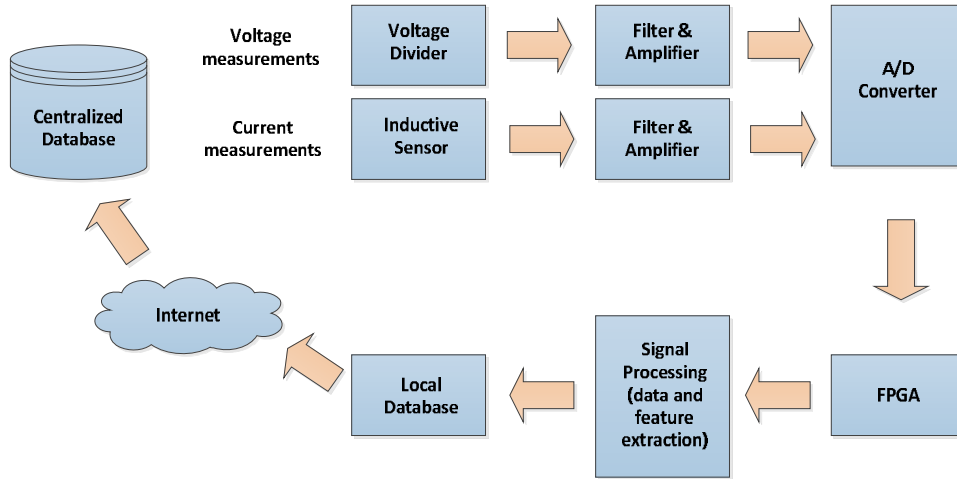 Voltage
measurements
Voltage
Divider
Filter &
Amplifier
A/D
Converter
Centralized
Database
Current
measurements
Inductive
Sensor
Filter &
Amplifier
Internet
Signal
Processing
(data and
feature
extraction)
Local
Database
FPGA